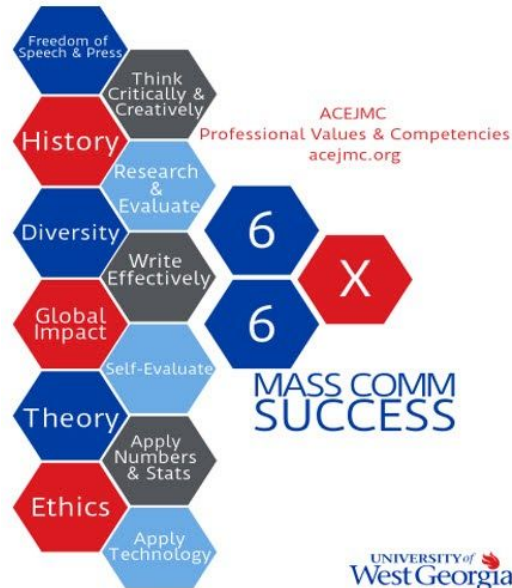 Freedom of
Speech & Press
Think
Critically &
Creatively
History
Research
&
Evaluate
Diversity
Write
Effectively
Global
Impact
Self-Evaluate
Theory
Apply
Numbers
& Stats
Ethics
Apply
Technology
ACEJMC
Professional Values & Competencies
acejmc.org
6
X
6
MASS COMM
SUCCESS
UNIVERSITY of
West Georgia